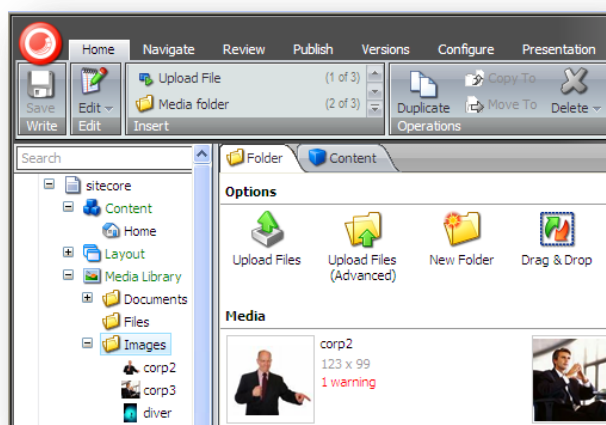 Home Navigate Review Publish Versions Configure Presentation
Upload File (1 of 3)
Media folder (2 of 3)
Save Edit Duplicate Copy To Move To Delete
Write Edit Insert Operations
Search
Folder Content
sitecore
Content
Home
Layout
Media Library
Documents
Files
Images
corp2
corp3
diver
Options
Upload Files Upload Files (Advanced) New Folder Drag & Drop
Media
corp2
123 x 99
1 warning